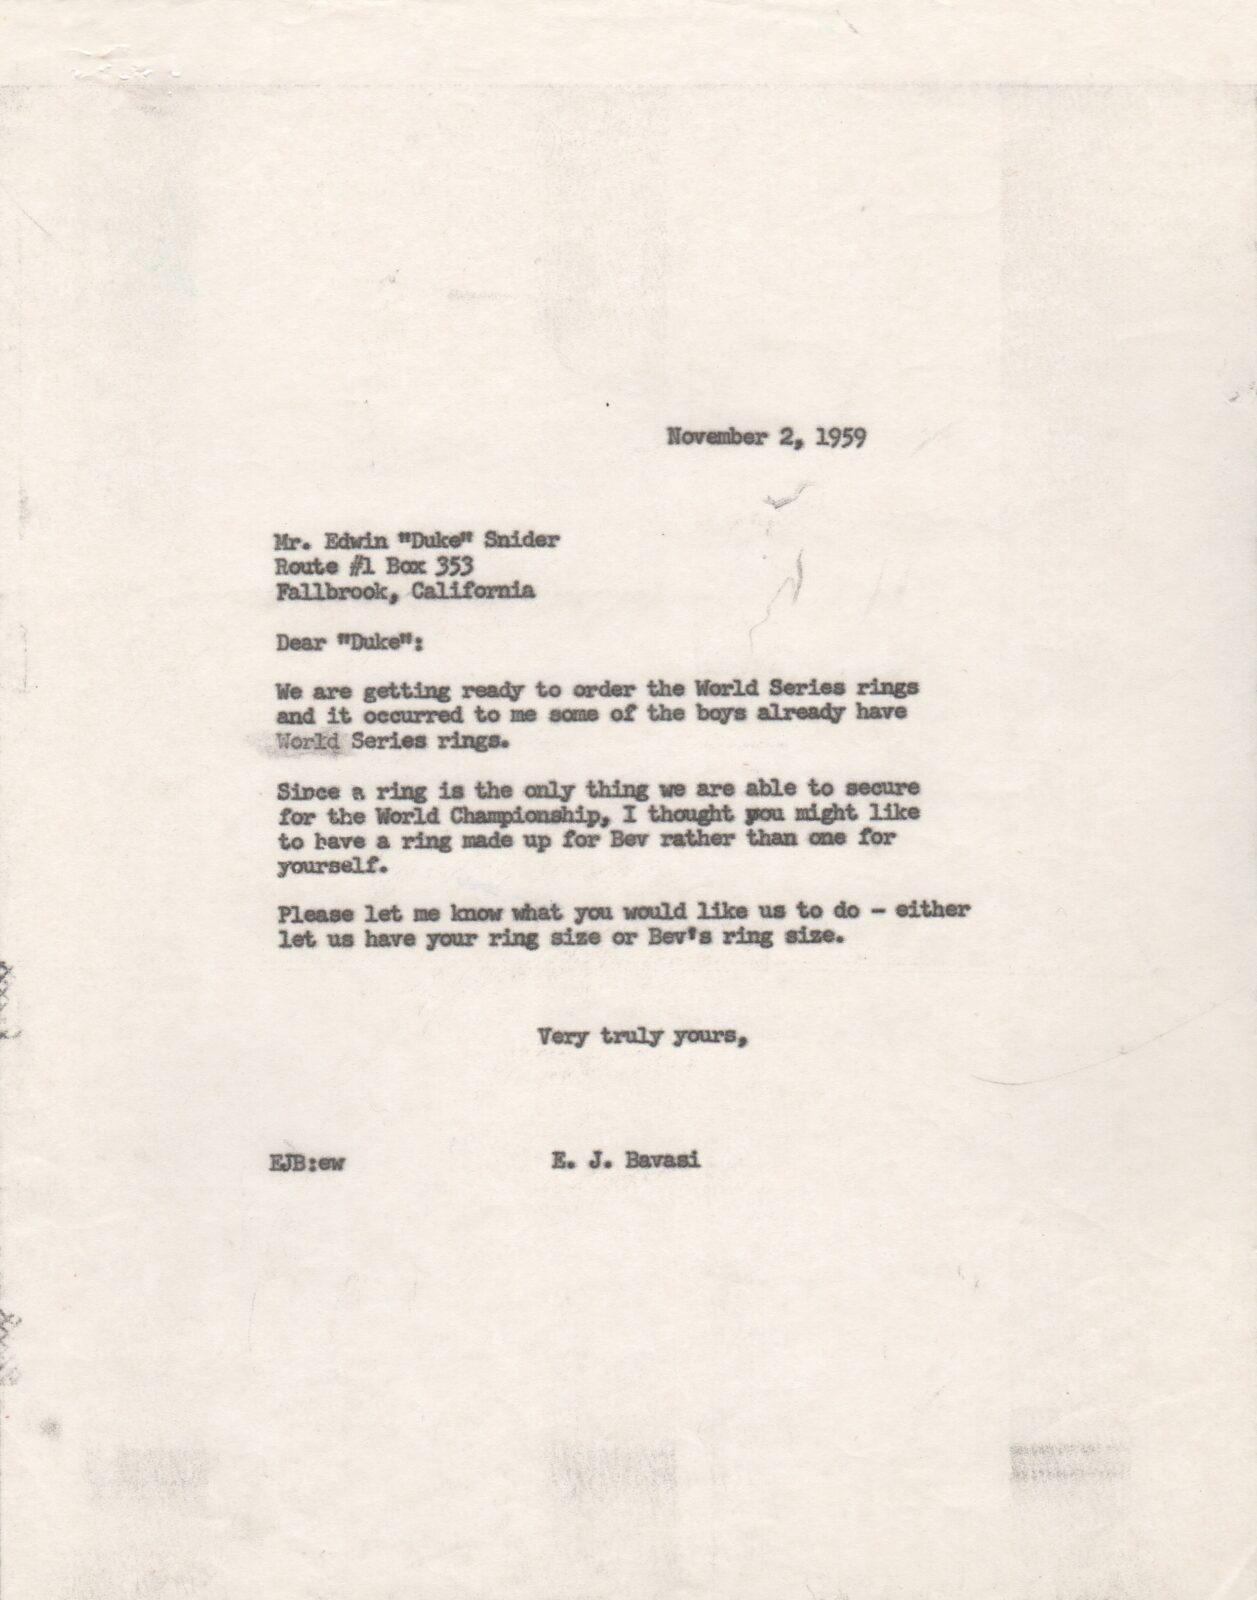 November 2, 1959
Mr. Edwin "Duke" Snider
Route #1 Box 353
Fallbrook, California
Dear "Duke":
We are getting ready to order the World Series rings
and it occurred to me some of the boys already have
World Series rings.
Since a ring is the only thing we are able to secure
for the World Championship, I thought you might like
to have a ring made up for Bev rather than one for
yourself.
Please let me know what you would like us to do - either
let us have your ring size or Bev's ring size.
Very truly yours,
EJB:ew E. J. Bavasi